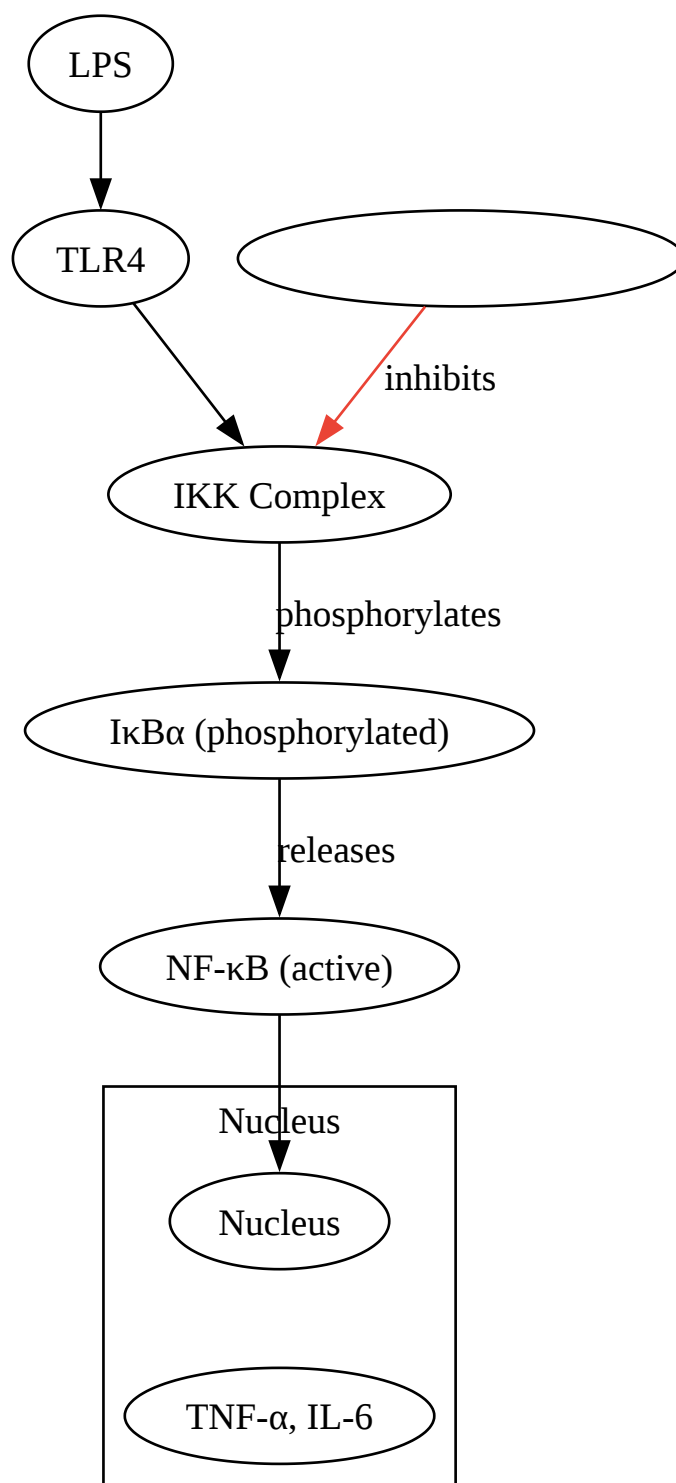 LPS
TLR4
inhibits
IKK Complex
phosphorylates
IκBα (phosphorylated)
releases
NF-κB (active)
Nucleus
Nucleus
TNF-α, IL-6